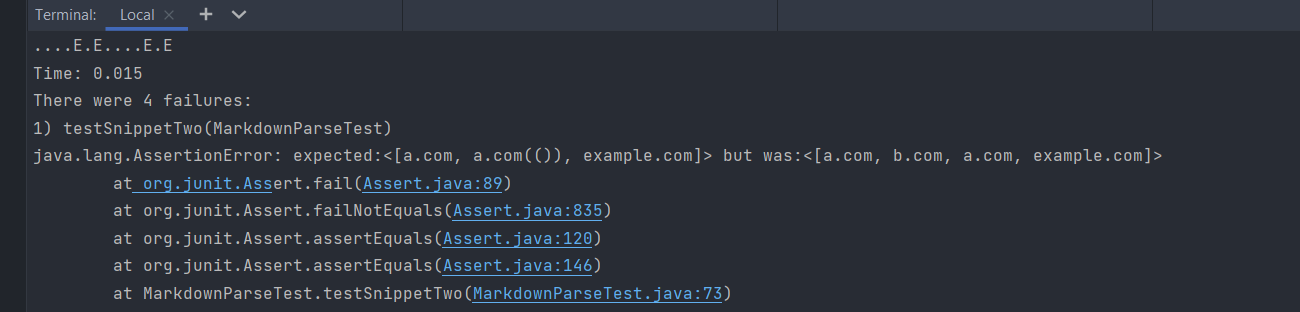 Terminal: Local × + 
....E.E....E.E
Time: 0.015
There were 4 failures:
1) testSnippetTwo(MarkdownParseTest)
java.lang.AssertionError: expected:<[a.com, a.com(()), example.com]> but was:<[a.com, b.com, a.com, example.com]>
at org.junit.Assert.fail(Assert.java:89)
at org.junit.Assert.failNotEquals(Assert.java:835)
at org.junit.Assert.assertEquals(Assert.java:120)
at org.junit.Assert.assertEquals(Assert.java:146)
at MarkdownParseTest.testSnippetTwo(MarkdownParseTest.java:73)